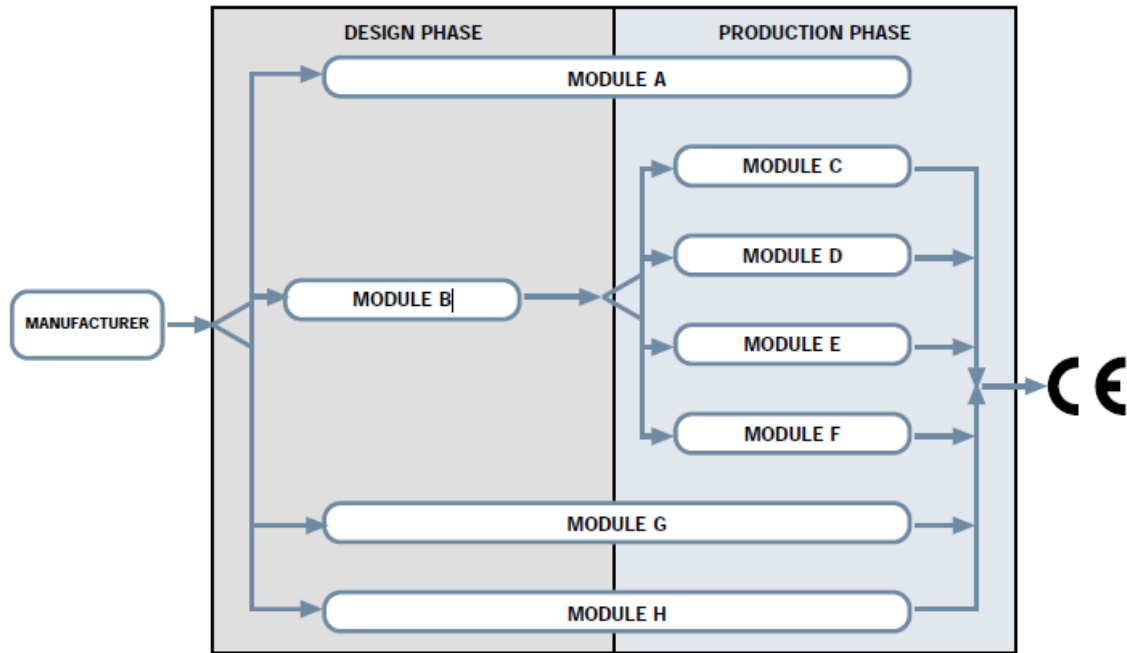 DESIGN PHASE
PRODUCTION PHASE
MODULE A
MODULE C
MODULE D
MODULE B
MANUFACTURER
MODULE E
CE
MODULE F
MODULE G
MODULE H